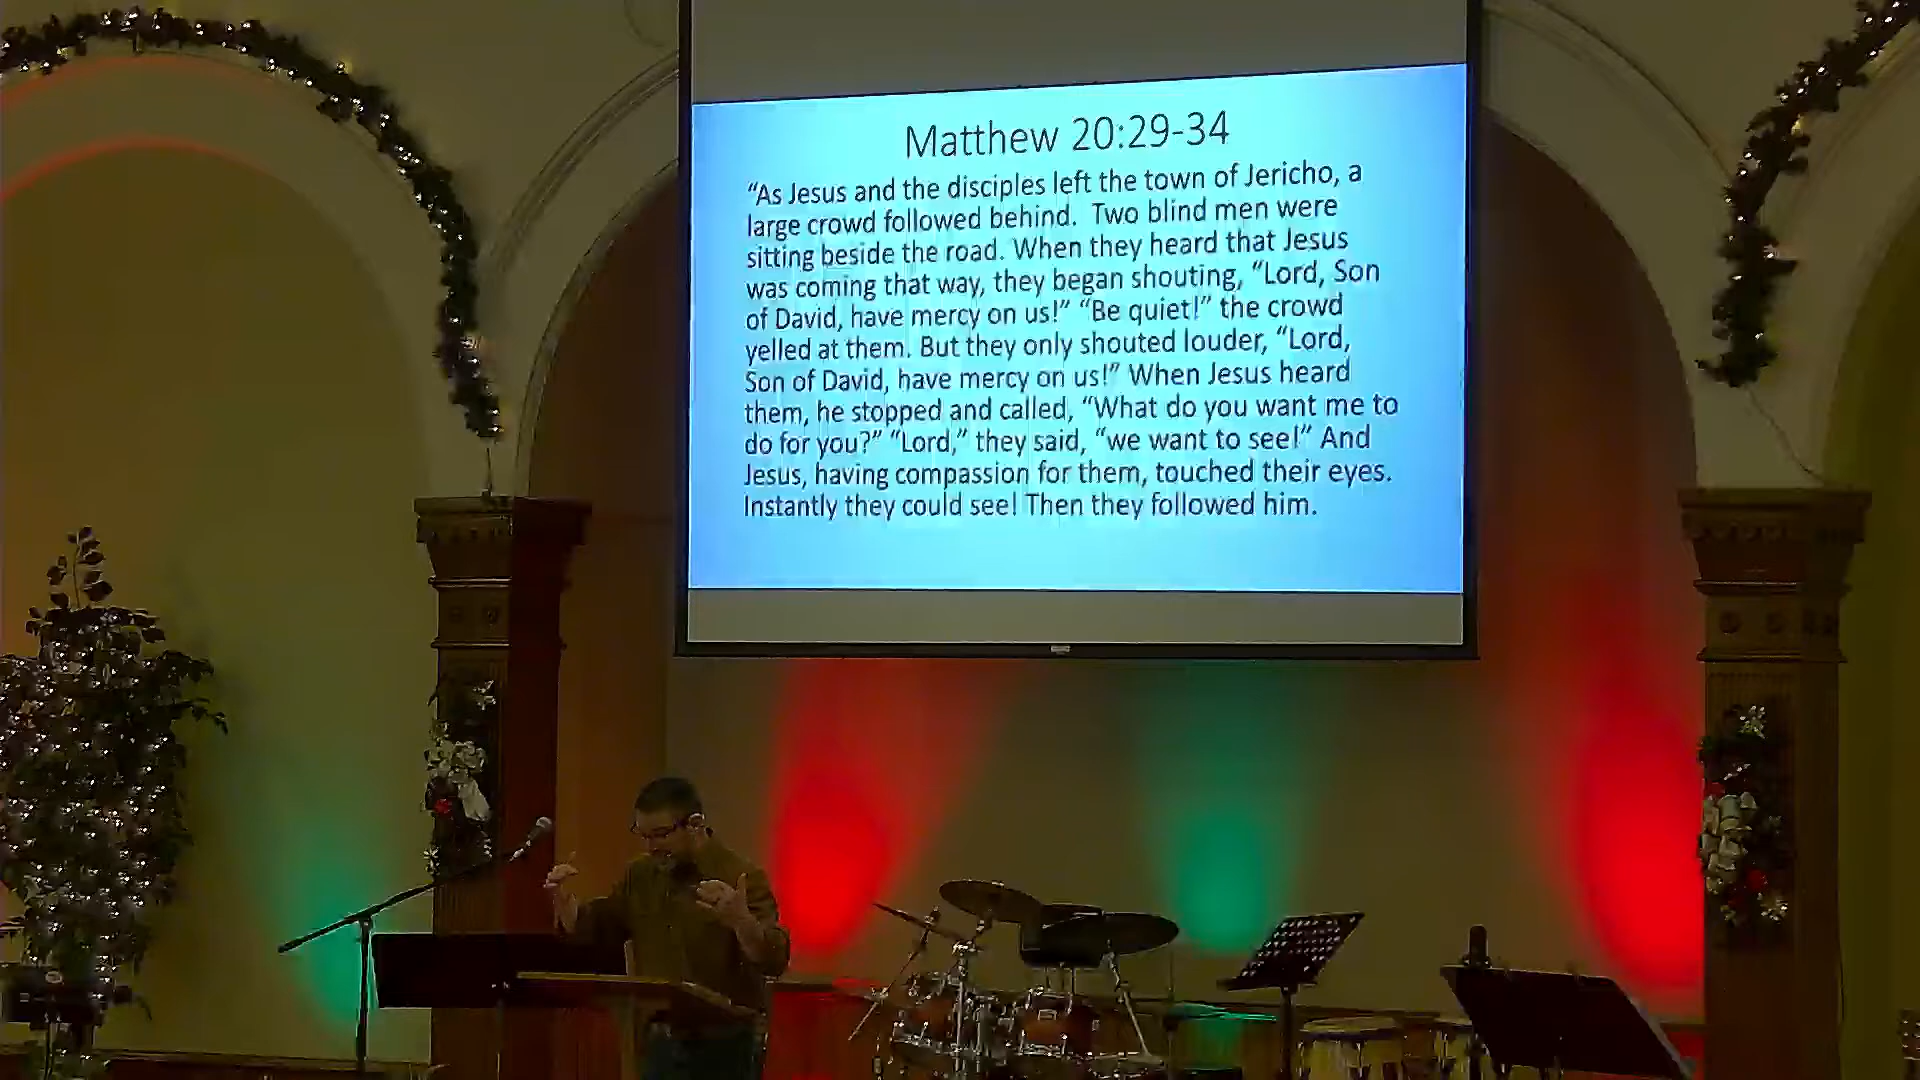 Matthew 20:29-34
“As Jesus and the disciples left the town of Jericho, a
large crowd followed behind. Two blind men were
sitting beside the road. When they heard that Jesus
was coming that way, they began shouting, “Lord, Son
of David, have mercy on us!” “Be quiet!” the crowd
yelled at them. But they only shouted louder, “Lord,
Son of David, have mercy on us!” When Jesus heard
them, he stopped and called, “What do you want me to
do for you?” “Lord,” they said, “we want to see!” And
Jesus, having compassion for them, touched their eyes.
Instantly they could see! Then they followed him.